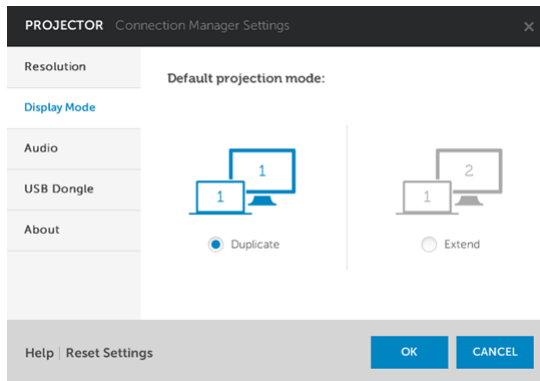 PROJECTOR Connection Manager Settings
Resolution
Display Mode
Audio
USB Dongle
About
Default projection mode:
1
1
Duplicate
2
1
Extend
Help | Reset Settings
OK
CANCEL